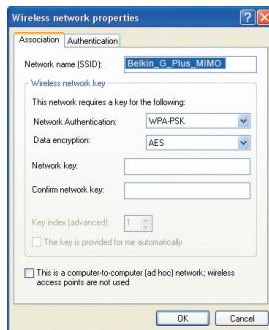 Wireless network properties
Association
Authentication
Network name (SSID):
Belkin_G_Plus_MIMO
Wireless network key
This network requires a key for the following:
Network Authentication:
WPA-PSK
Data encryption:
AES
Network key:
Confirm network key:
Key index (advanced):
1
The key is provided for me automatically
This is a computer-to-computer (ad hoc) network; wireless
access points are not used
OK
Cancel